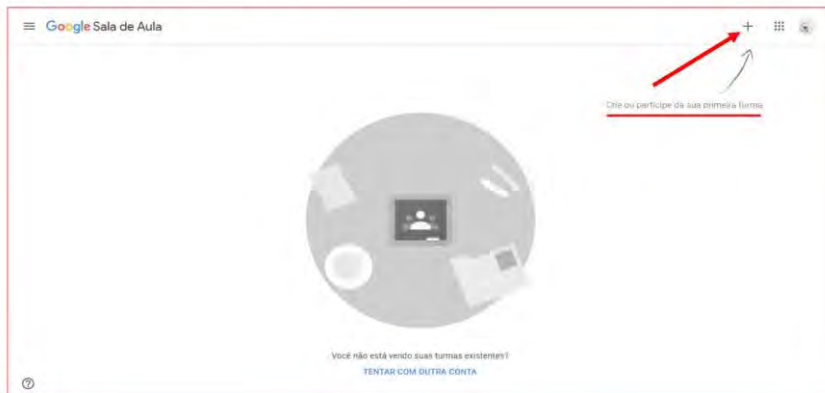 Google Sala de Aula
Crie ou participe da sua primeira turma
Você não está vendo suas turmas existentes?
TENTAR COM OUTRA CONTA